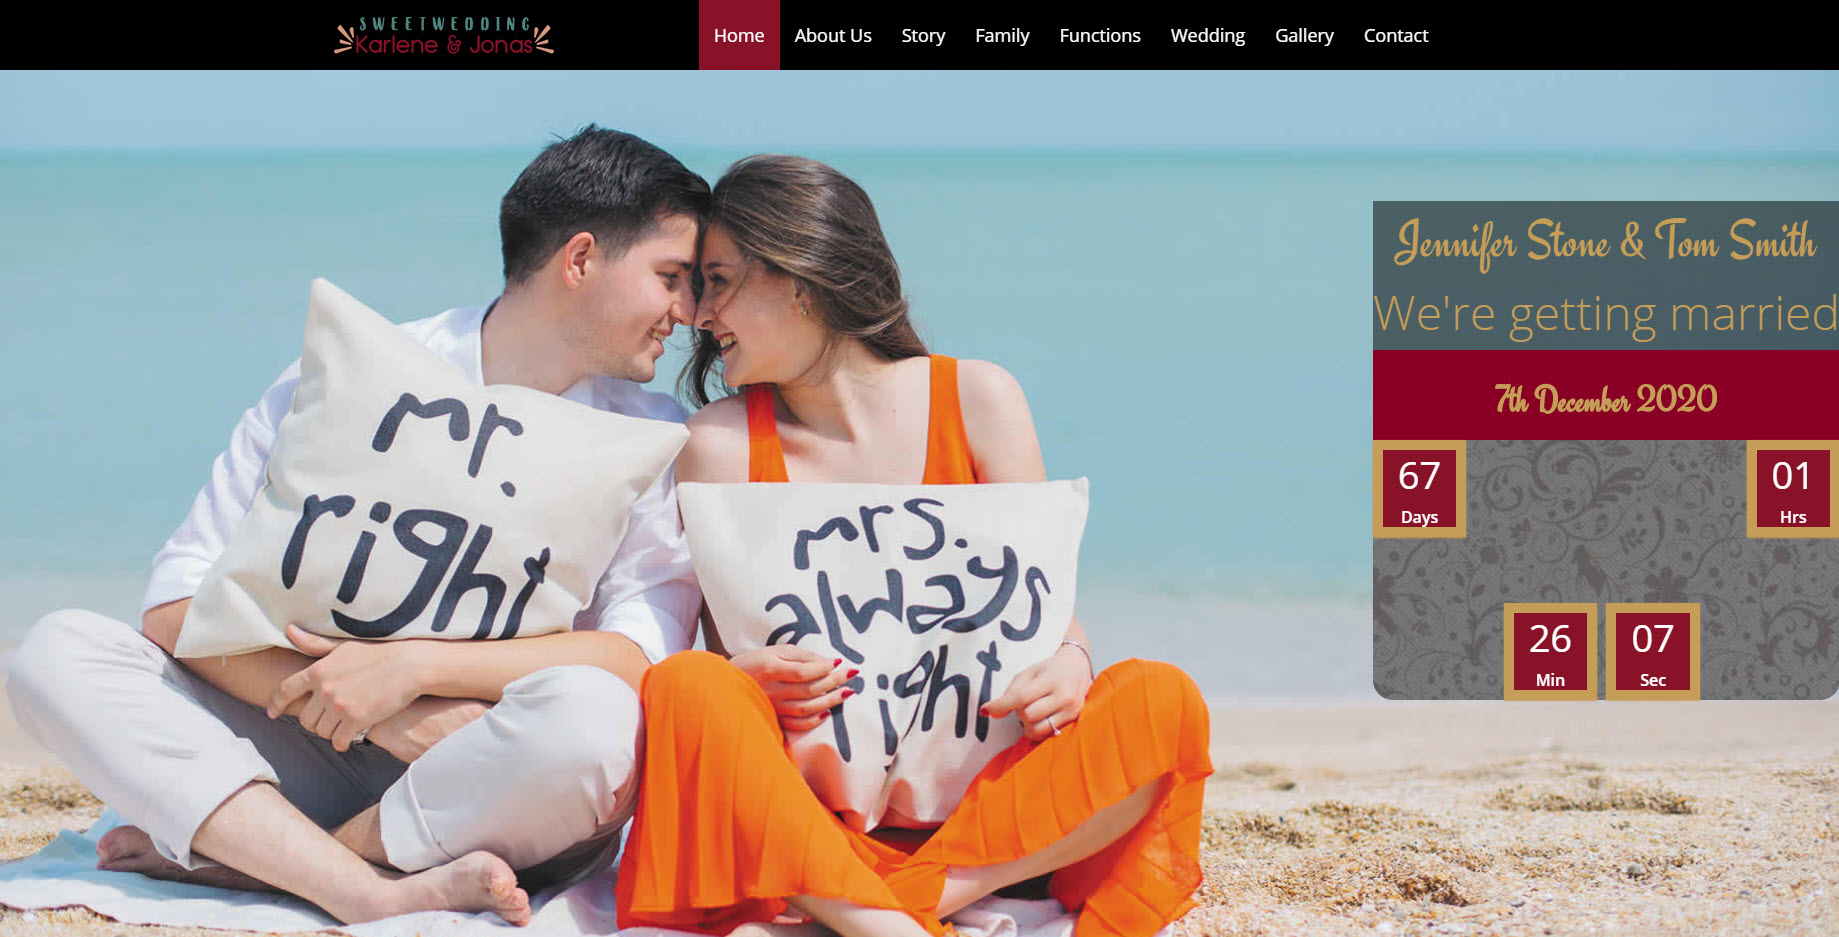 SWEETWEDDING
Karlene & Jonas
Home About Us Story Family Functions Wedding Gallery Contact
Jennifer Stone & Tom Smith
We're getting married
7th December 2020
67
Days
01
Hrs
26
Min
07
Sec
mr.
right
mrs.
always
right